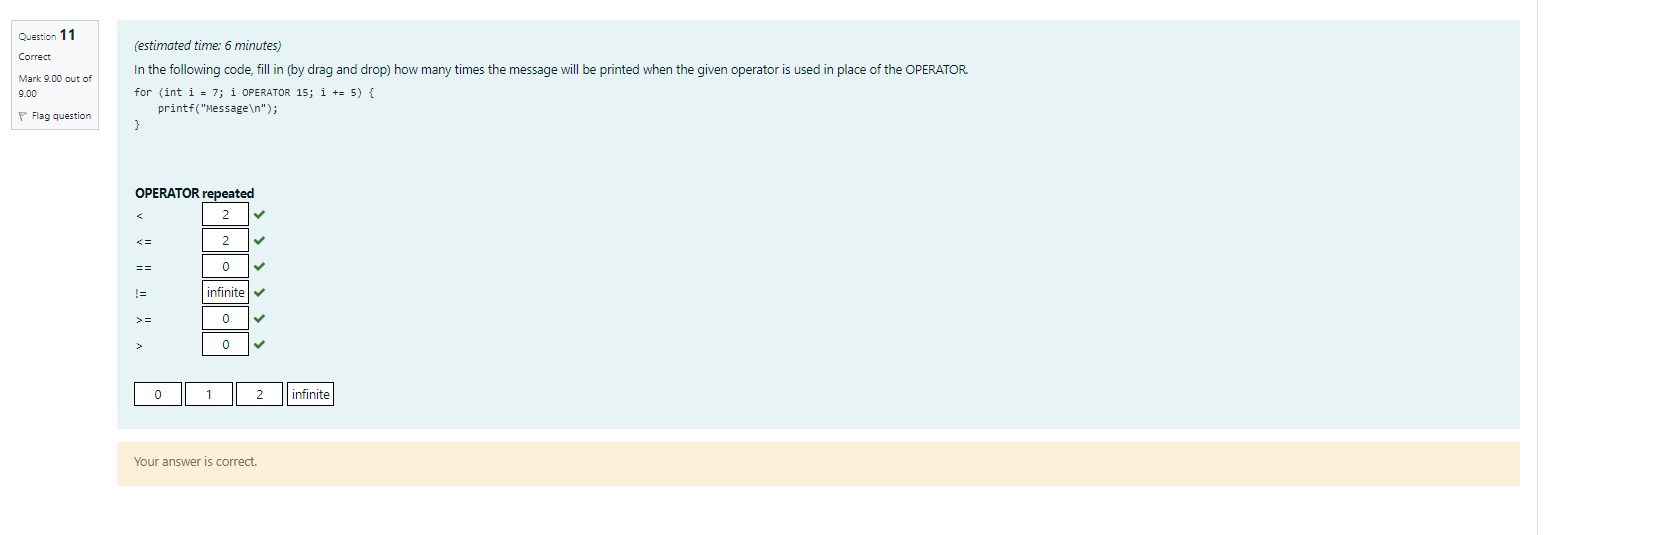 Question 11
Correct
Mark 9.00 out of
9.00
Flag question
(estimated time: 6 minutes)
In the following code, fill in (by drag and drop) how many times the message will be printed when the given operator is used in place of the OPERATOR.
for (int i = 7; i OPERATOR 15; i += 5) {
    printf("Message\n");
}
OPERATOR repeated
< 2
<= 2
== 0
!= infinite
>= 0
> 0
0 1 2 infinite
Your answer is correct.